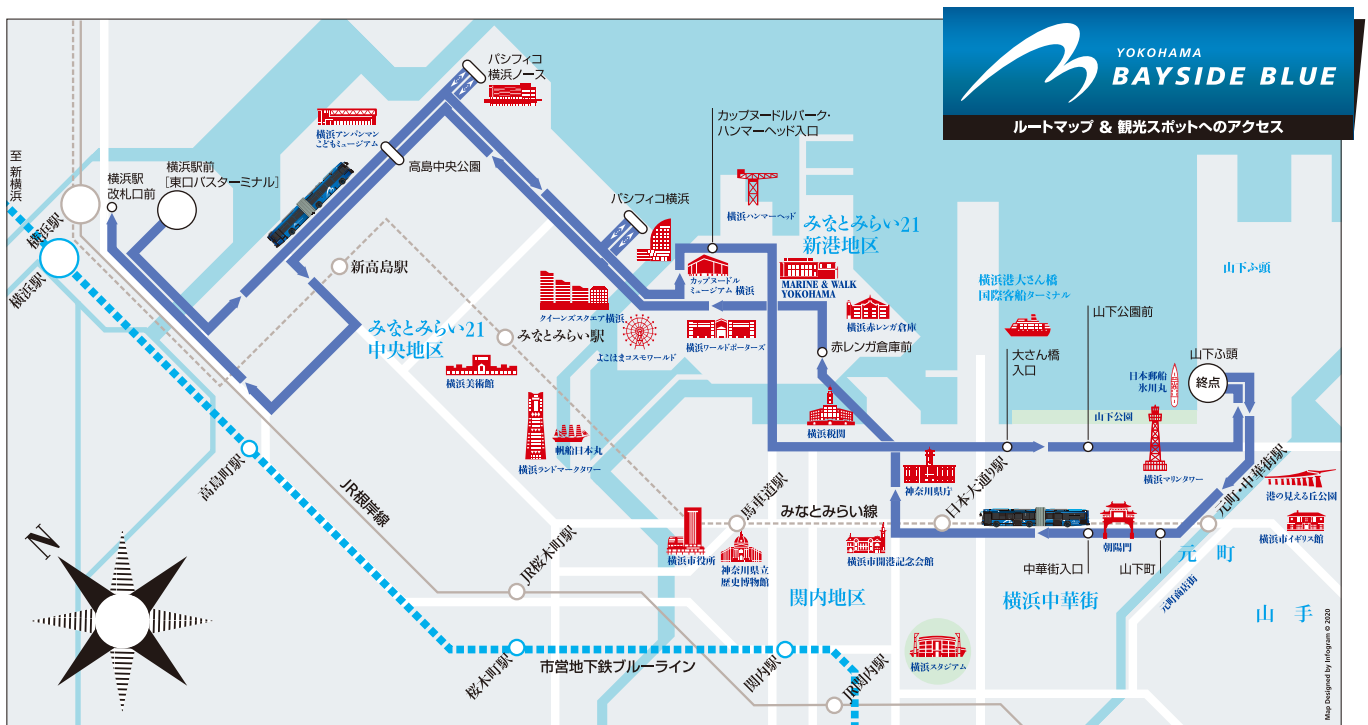 YOKOHAMA
BAYSIDE BLUE
ルートマップ & 観光スポットへのアクセス
パシフィコ
横浜ノース
横浜アンパンマン
こどもミュージアム
高島中央公園
至 新横浜
横浜駅
改札口前
横浜駅前
[東口バスターミナル]
横浜駅
横浜駅
新高島駅
みなとみらい21
中央地区
みなとみらい駅
パシフィコ横浜
カップヌードルパーク・
ハンマーヘッド入口
横浜ハンマーヘッド
みなとみらい21
新港地区
カップヌードル
ミュージアム 横浜
MARINE & WALK
YOKOHAMA
クイーンズスクエア横浜
よこはまコスモワールド
横浜ワールドポーターズ
横浜赤レンガ倉庫
赤レンガ倉庫前
横浜美術館
帆船日本丸
横浜ランドマークタワー
横浜税関
横浜港大さん橋
国際客船ターミナル
大さん橋
入口
山下公園前
山下ふ頭
山下ふ頭
終点
日本郵船
氷川丸
山下公園
横浜マリンタワー
神奈川県庁
日本大通り駅
元町・中華街駅
港の見える丘公園
横浜市イギリス館
高島町駅
JR根岸線
馬車道駅
みなとみらい線
横浜市役所
神奈川県立
歴史博物館
横浜市開港記念会館
中華街入口
朝陽門
山下町
元町
元町商店街
山手
関内地区
横浜中華街
横浜スタジアム
JR桜木町駅
桜木町駅
市営地下鉄ブルーライン
関内駅
JR関内駅
N
Map Designed by Infogram © 2020